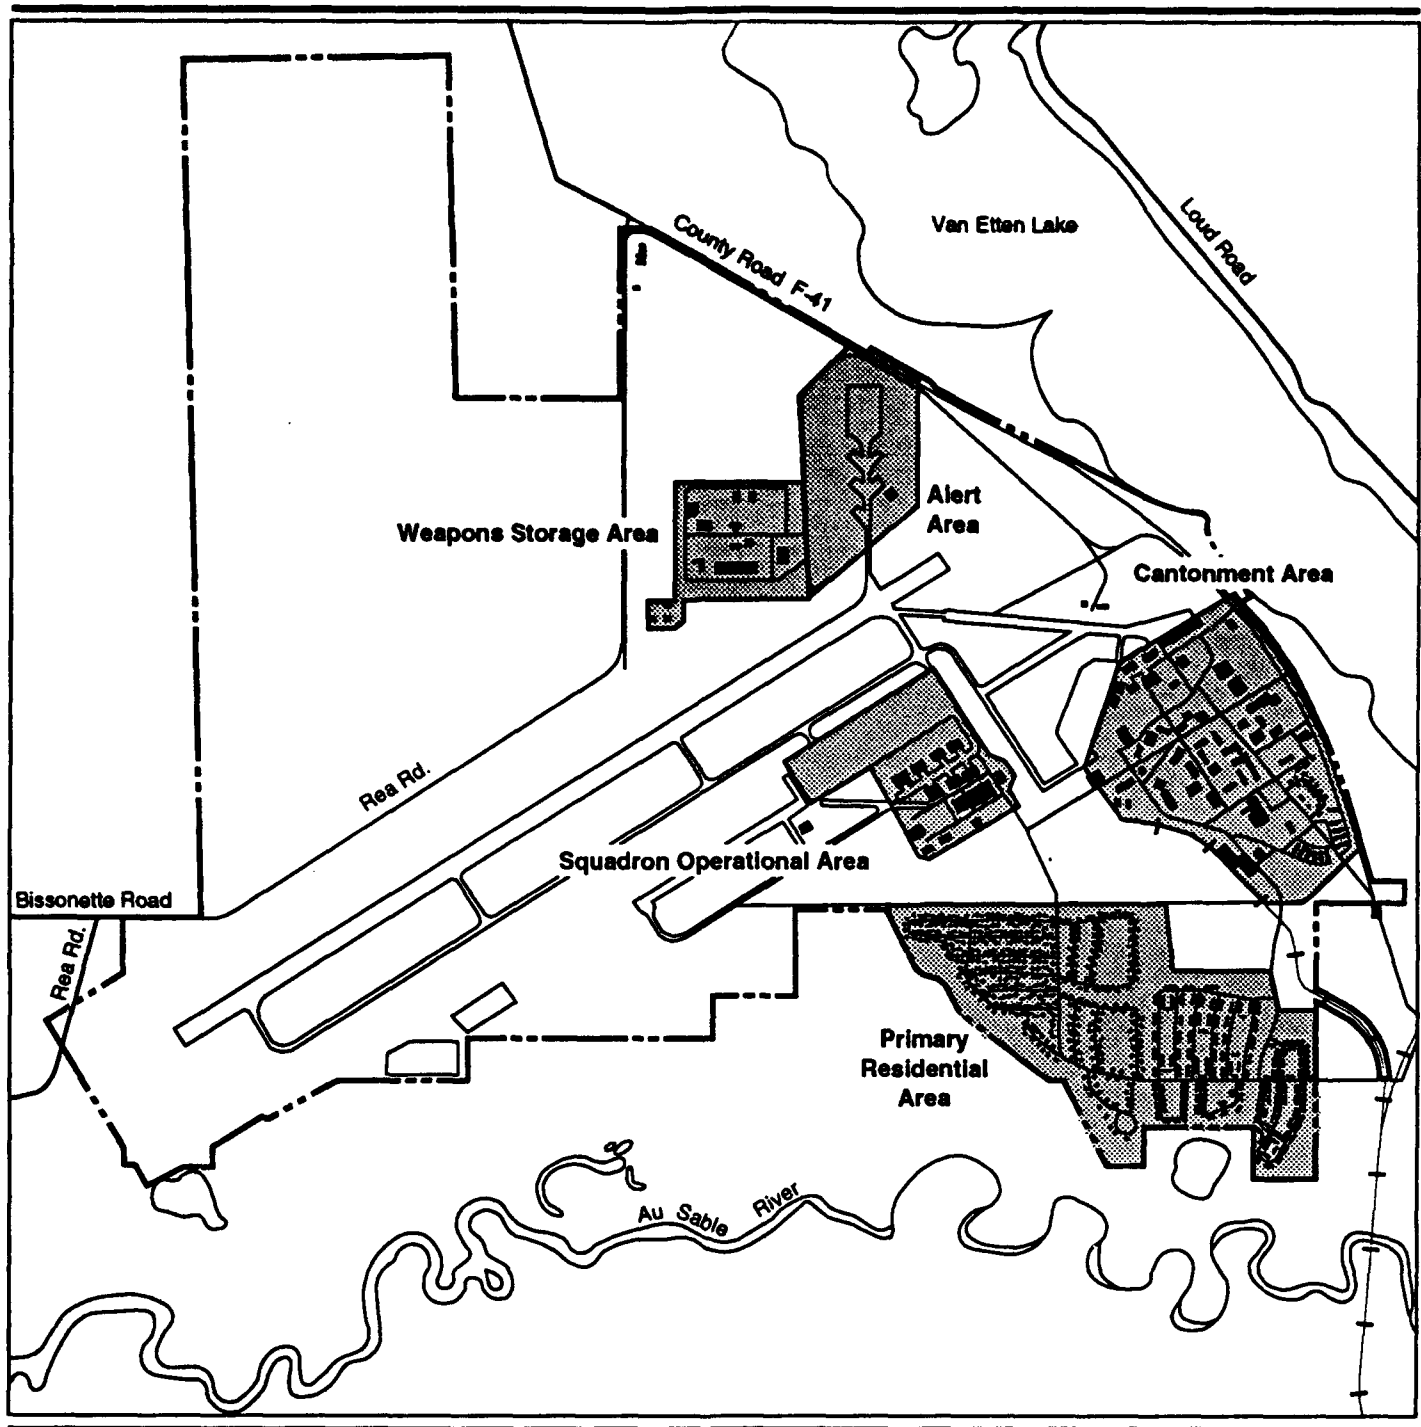 County Road F-41
Van Etten Lake
Loud Road
Alert
Area
Weapons Storage Area
Cantonment Area
Rea Rd.
Squadron Operational Area
Bissonette Road
Rea Rd.
Primary
Residential
Area
Au Sable River